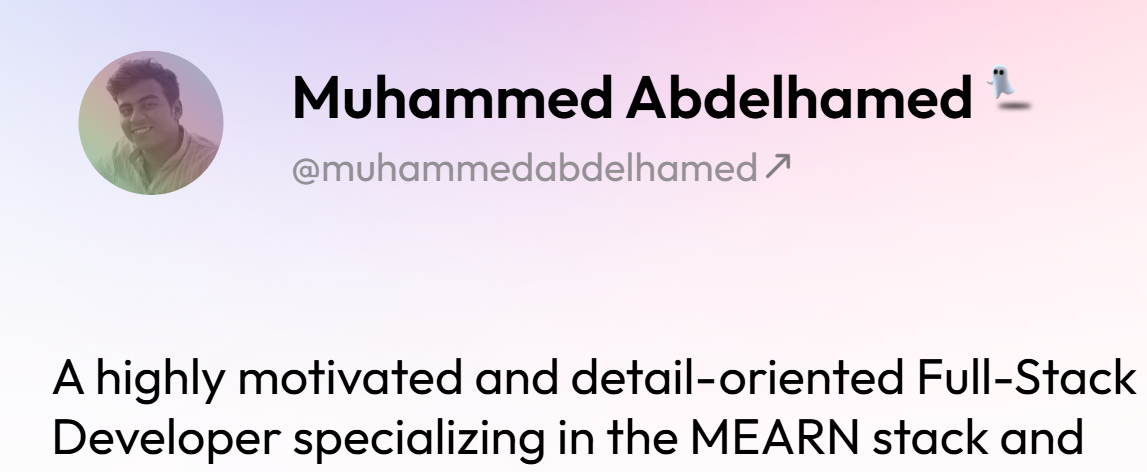 Muhammed Abdelhamed
@muhammedabdelhamed↗
A highly motivated and detail-oriented Full-Stack
Developer specializing in the MEARN stack and